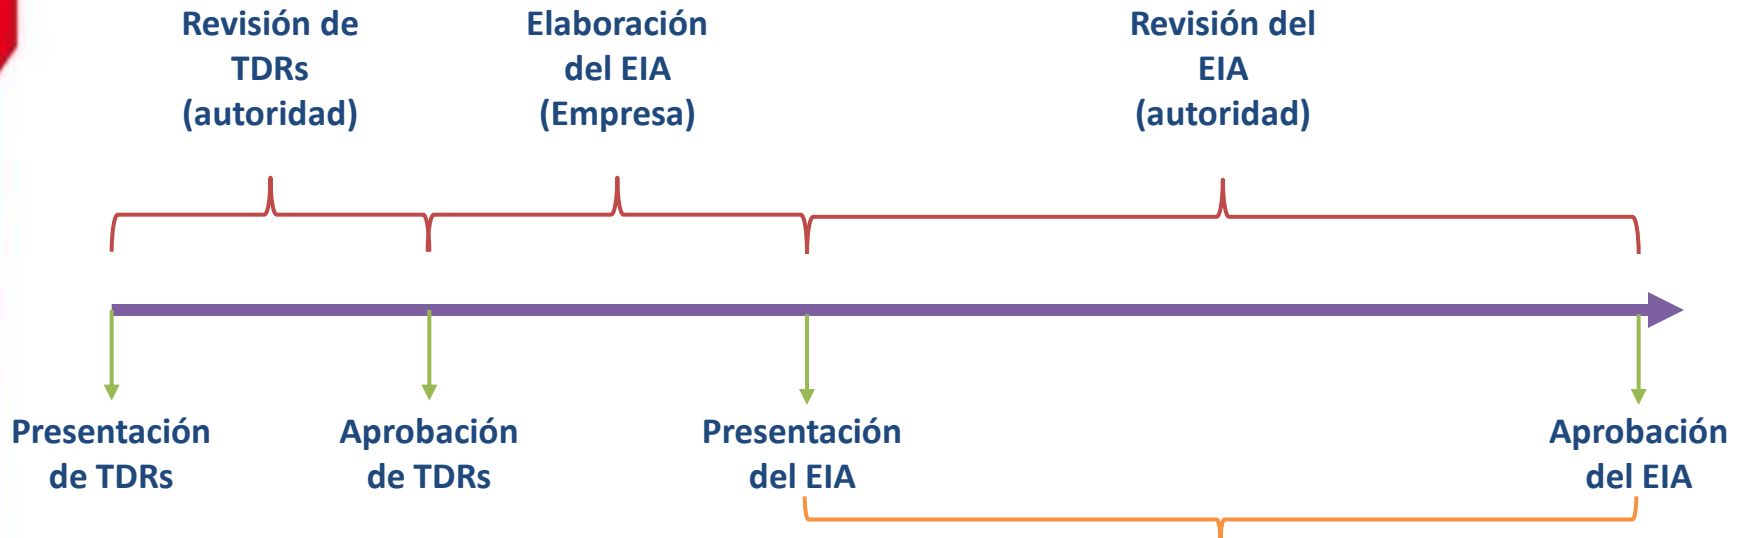 Revisión de
TDRs
(autoridad)
Elaboración
del EIA
(Empresa)
Revisión del
EIA
(autoridad)
Presentación
de TDRs
Aprobación
de TDRs
Presentación
del EIA
Aprobación
del EIA